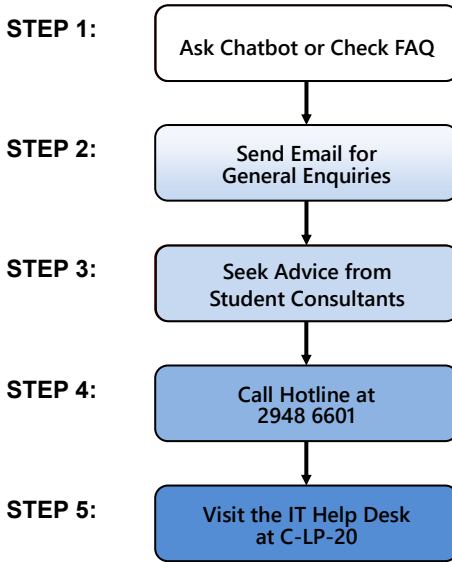 STEP 1:
Ask Chatbot or Check FAQ
STEP 2:
Send Email for
General Enquiries
STEP 3:
Seek Advice from
Student Consultants
STEP 4:
Call Hotline at
2948 6601
STEP 5:
Visit the IT Help Desk
at C-LP-20